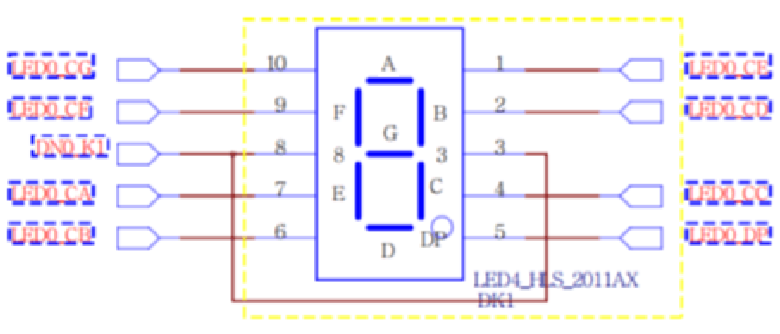 LED0_CG 10 A 1 LED0_CE
LED0_CF 9 F B 2 LED0_CD
G
DN0_K1 8 8 3 3
LED0_CA 7 E C 4 LED0_CC
LED0_CB 6 DP 5 LED0_DP
D
LED4_HLS_2011AX
DK1